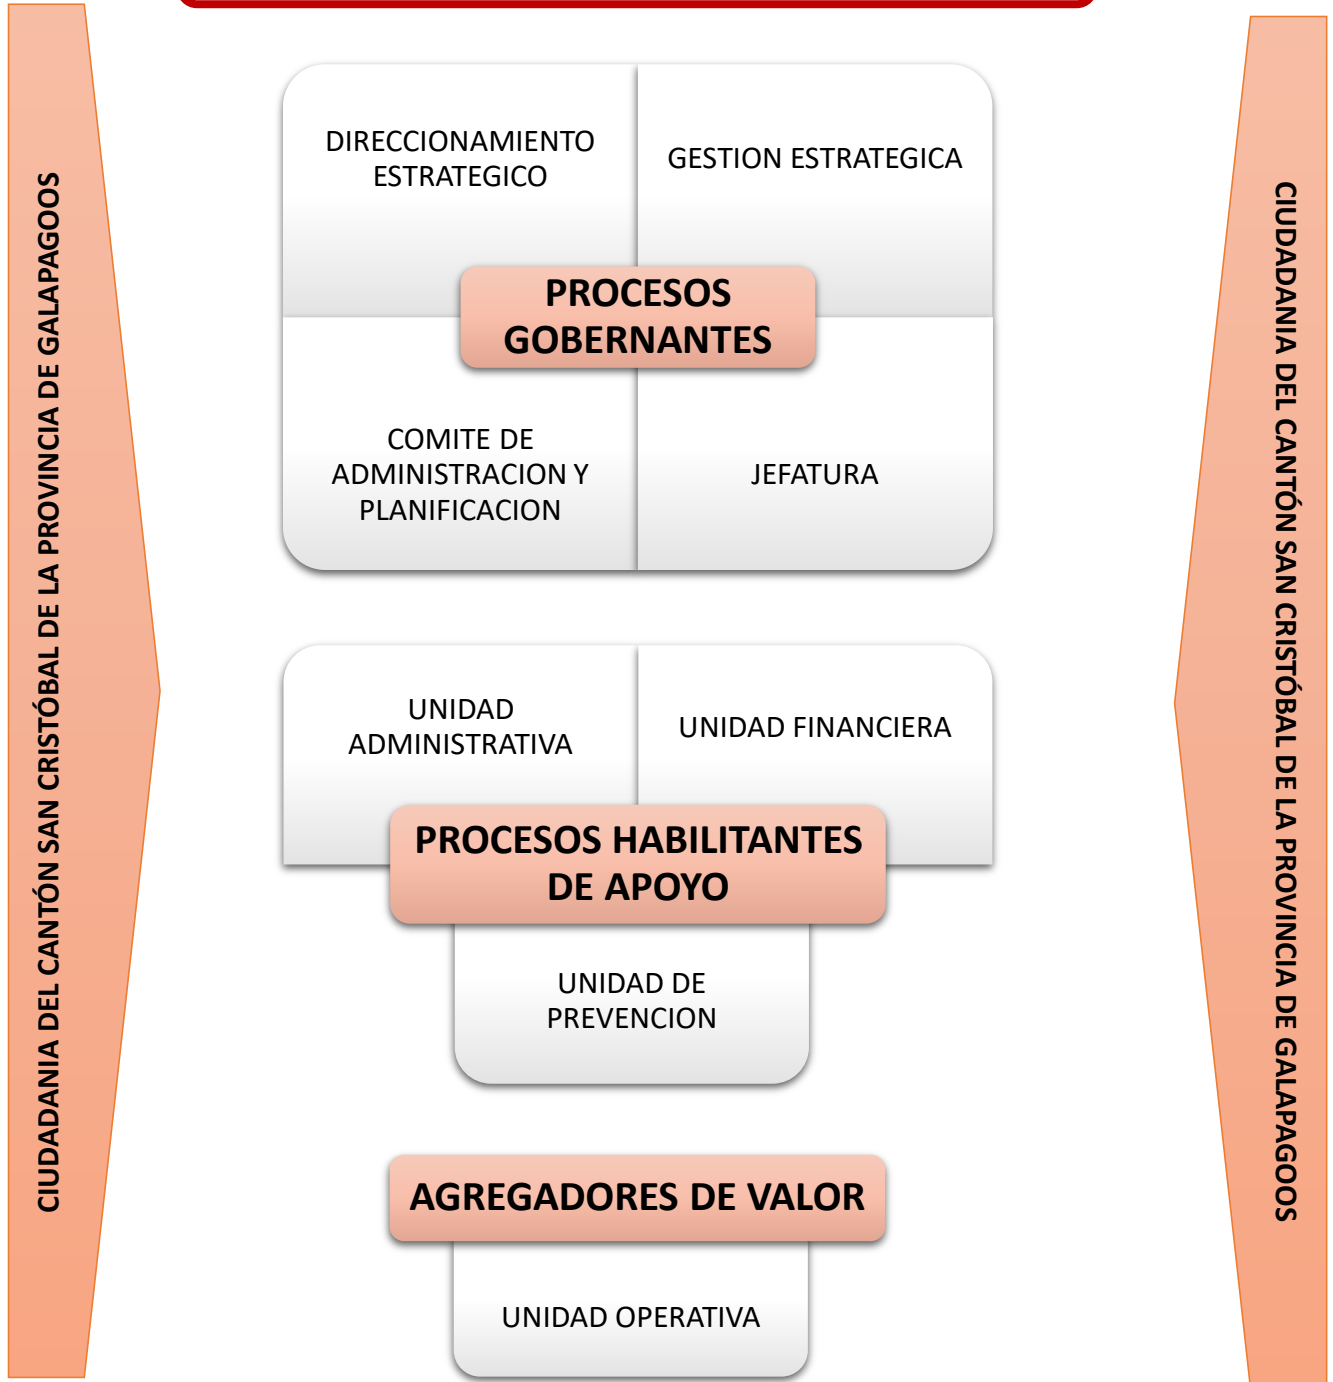 CIUDADANIA DEL CANTÓN SAN CRISTÓBAL DE LA PROVINCIA DE GALAPAGOOS
DIRECCIONAMIENTO
ESTRATEGICO
GESTION ESTRATEGICA
PROCESOS
GOBERNANTES
COMITE DE
ADMINISTRACION Y
PLANIFICACION
JEFATURA
UNIDAD
ADMINISTRATIVA
UNIDAD FINANCIERA
PROCESOS HABILITANTES
DE APOYO
UNIDAD DE
PREVENCION
AGREGADORES DE VALOR
UNIDAD OPERATIVA
CIUDADANIA DEL CANTÓN SAN CRISTÓBAL DE LA PROVINCIA DE GALAPAGOOS